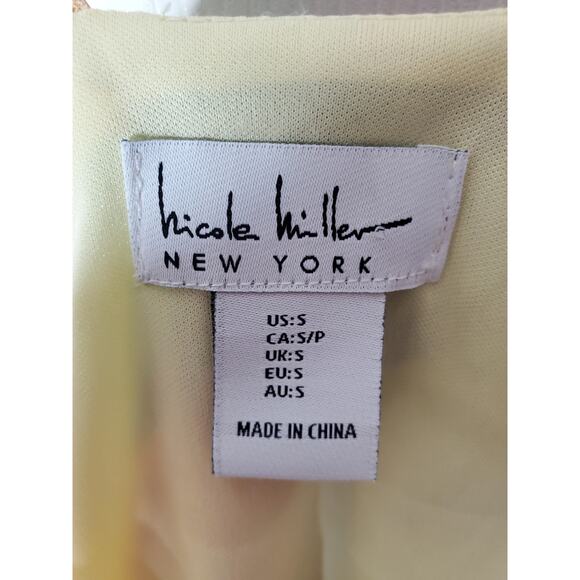 nicole miller
NEW YORK
US:S
CA:S/P
UK:S
EU:S
AU:S
MADE IN CHINA